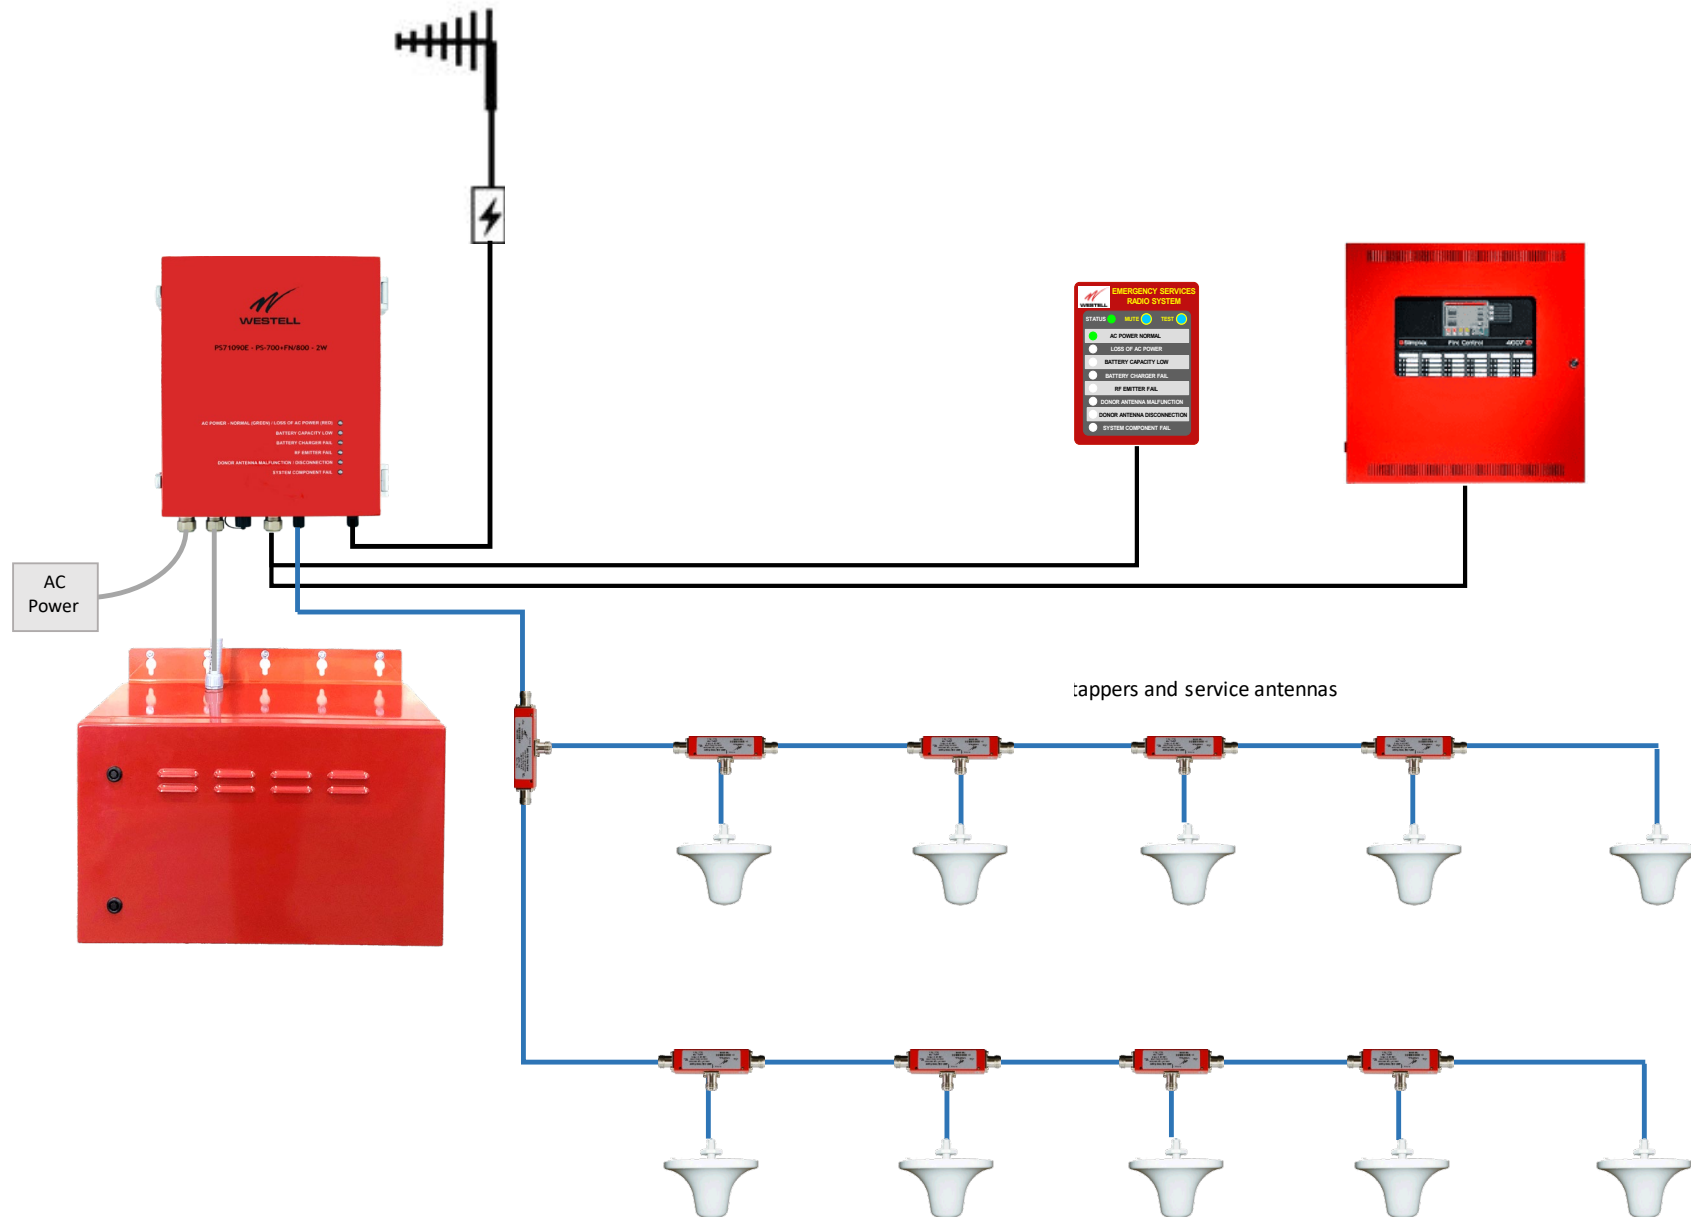 WESTELL
PS71090E - PS-700+FN/800 - 2W
AC POWER - NORMAL (GREEN) / LOSS OF AC POWER (RED)
BATTERY CAPACITY LOW
BATTERY CHARGER FAIL
RF EMITTER FAIL
DONOR ANTENNA MALFUNCTION / DISCONNECTION
SYSTEM COMPONENT FAIL
WESTELL
EMERGENCY SERVICES
RADIO SYSTEM
STATUS MUTE TEST
AC POWER NORMAL
LOSS OF AC POWER
BATTERY CAPACITY LOW
BATTERY CHARGER FAIL
RF EMITTER FAIL
DONOR ANTENNA MALFUNCTION
DONOR ANTENNA DISCONNECTION
SYSTEM COMPONENT FAIL
Simplex Fire Control 4007
AC
Power
tappers and service antennas